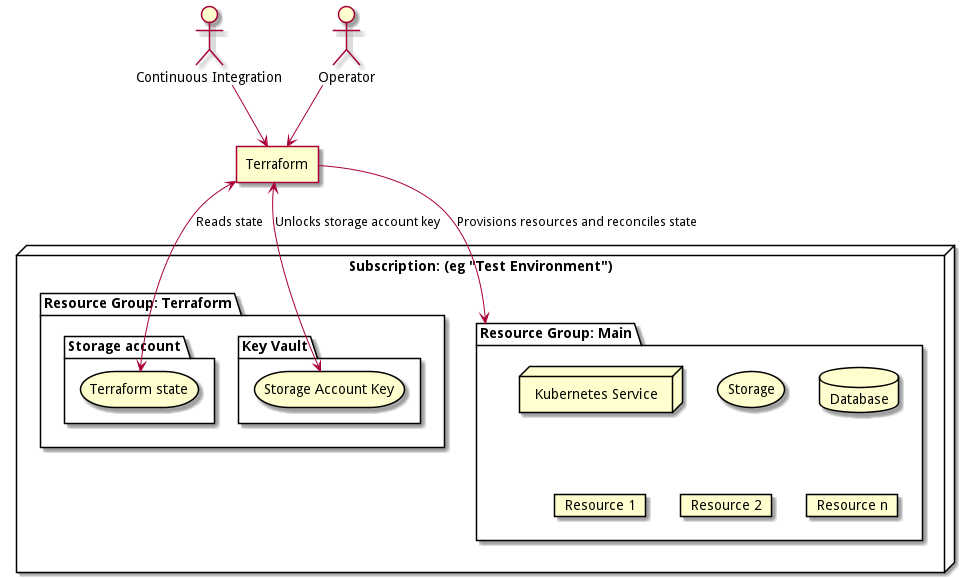 Continuous Integration
Operator
Terraform
Reads state
Unlocks storage account key
Provisions resources and reconciles state
Subscription: (eg "Test Environment")
Resource Group: Terraform
Resource Group: Main
Storage account
Key Vault
Terraform state
Storage Account Key
Kubernetes Service
Storage
Database
Resource 1
Resource 2
Resource n